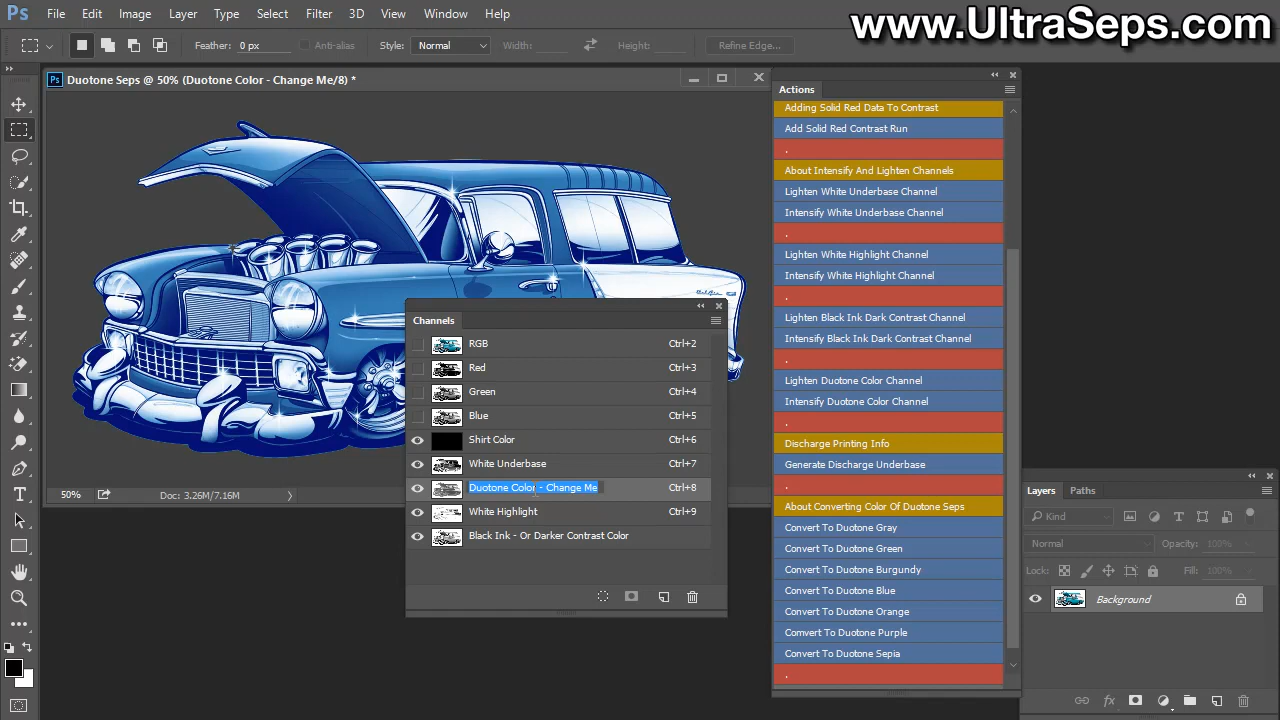 Ps File Edit Image Layer Type Select Filter 3D View Window Help
www.UltraSeps.com
Feather: 0 px Anti-alias Style: Normal Width: Height: Refine Edge...
Ps Duotone Seps @ 50% (Duotone Color - Change Me/8) *
Actions
Adding Solid Red Data To Contrast
Add Solid Red Contrast Run
.
About Intensify And Lighten Channels
Lighten White Underbase Channel
Intensify White Underbase Channel
.
Lighten White Highlight Channel
Intensify White Highlight Channel
.
Lighten Black Ink Dark Contrast Channel
Intensify Black Ink Dark Contrast Channel
.
Lighten Duotone Color Channel
Intensify Duotone Color Channel
.
Discharge Printing Info
Generate Discharge Underbase
.
About Converting Color Of Duotone Seps
Convert To Duotone Gray
Convert To Duotone Green
Convert To Duotone Burgundy
Convert To Duotone Blue
Convert To Duotone Orange
Comvert To Duotone Purple
Convert To Duotone Sepia
.
Channels
RGB Ctrl+2
Red Ctrl+3
Green Ctrl+4
Blue Ctrl+5
Shirt Color Ctrl+6
White Underbase Ctrl+7
Duotone Color - Change Me Ctrl+8
White Highlight Ctrl+9
Black Ink - Or Darker Contrast Color
50% Doc: 3.26M/7.16M
Layers Paths
Kind
Normal Opacity: 100%
Lock: Fill: 100%
Background